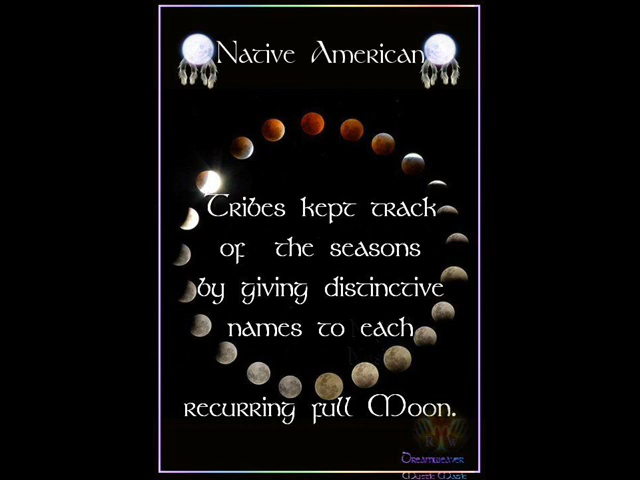 Native American
Tribes kept track
of the seasons
by giving distinctive
names to each
recurring full Moon.
R W
Dreamweaver